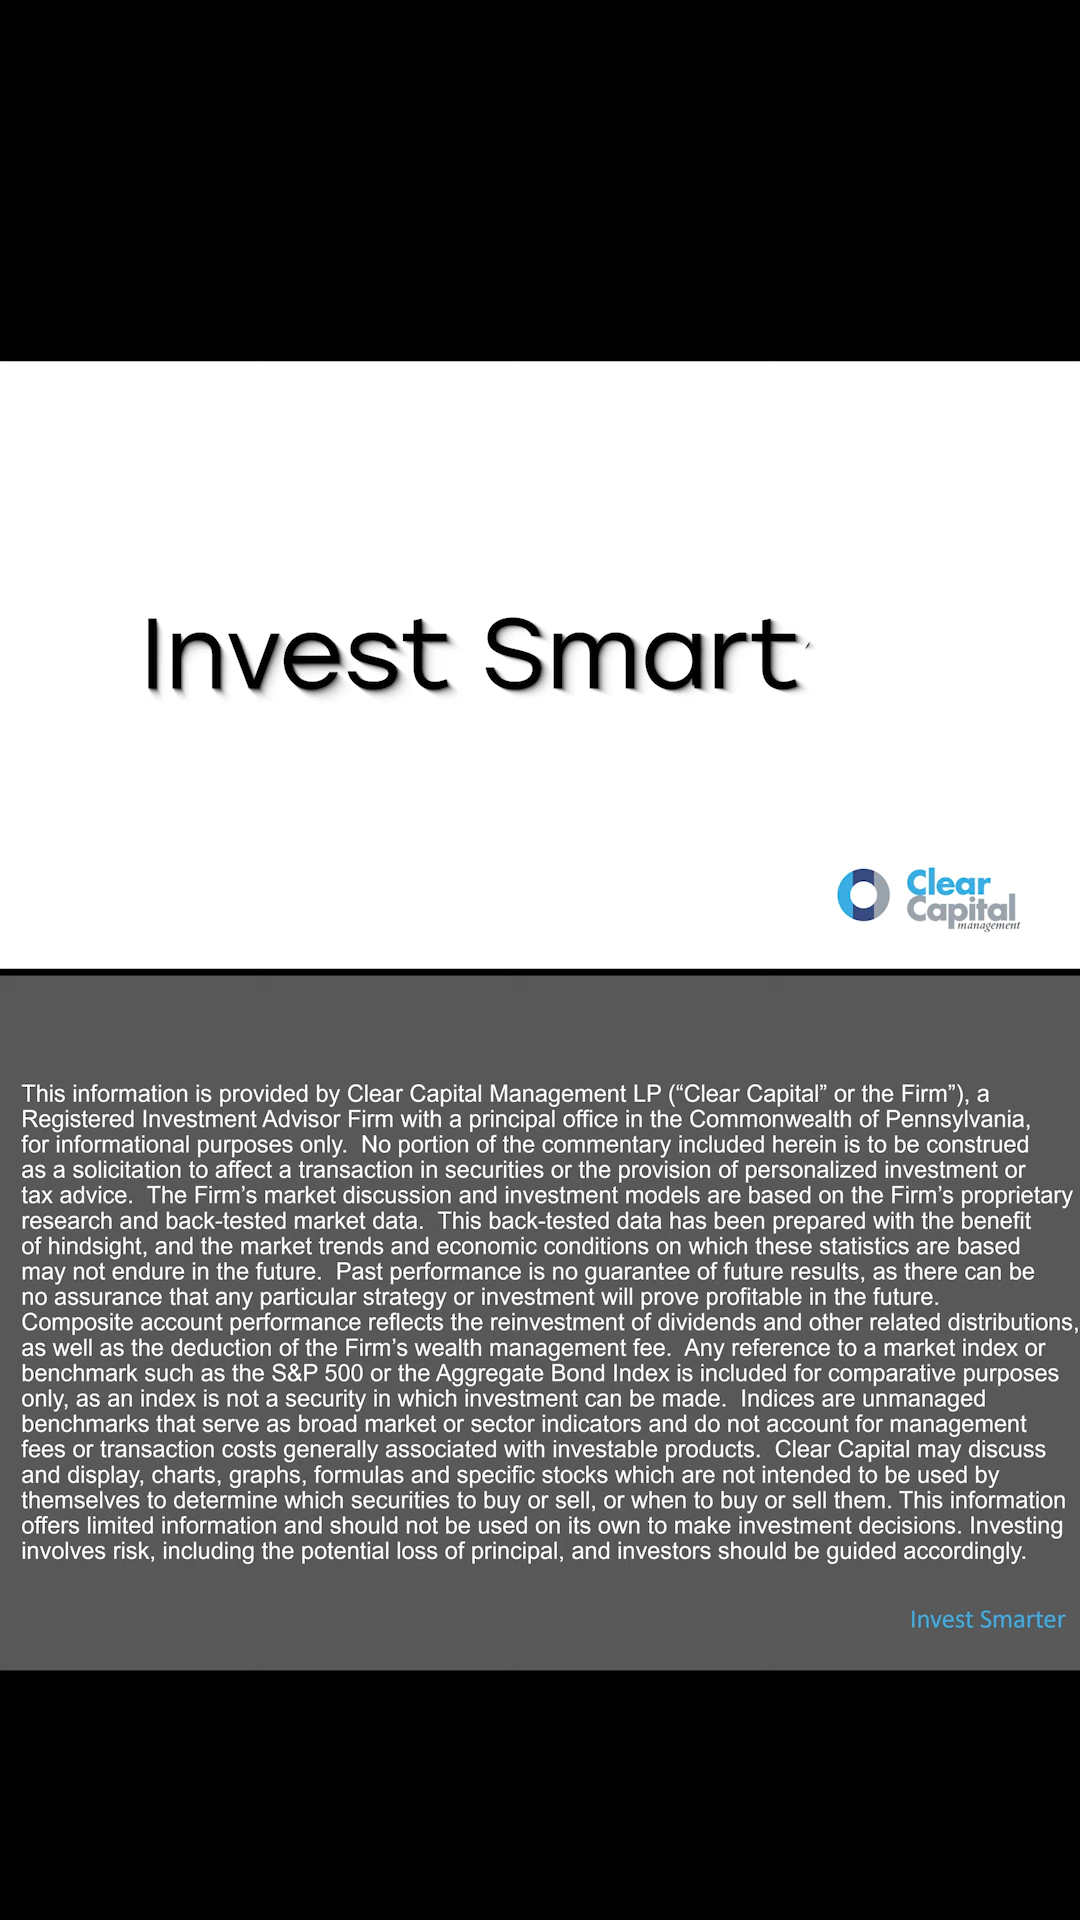 Invest Smart
Clear
Capital
management
This information is provided by Clear Capital Management LP (“Clear Capital” or the Firm”), a
Registered Investment Advisor Firm with a principal office in the Commonwealth of Pennsylvania,
for informational purposes only.  No portion of the commentary included herein is to be construed
as a solicitation to affect a transaction in securities or the provision of personalized investment or
tax advice.  The Firm’s market discussion and investment models are based on the Firm’s proprietary
research and back-tested market data.  This back-tested data has been prepared with the benefit
of hindsight, and the market trends and economic conditions on which these statistics are based
may not endure in the future.  Past performance is no guarantee of future results, as there can be
no assurance that any particular strategy or investment will prove profitable in the future.
Composite account performance reflects the reinvestment of dividends and other related distributions,
as well as the deduction of the Firm’s wealth management fee.  Any reference to a market index or
benchmark such as the S&P 500 or the Aggregate Bond Index is included for comparative purposes
only, as an index is not a security in which investment can be made.  Indices are unmanaged
benchmarks that serve as broad market or sector indicators and do not account for management
fees or transaction costs generally associated with investable products.  Clear Capital may discuss
and display, charts, graphs, formulas and specific stocks which are not intended to be used by
themselves to determine which securities to buy or sell, or when to buy or sell them. This information
offers limited information and should not be used on its own to make investment decisions. Investing
involves risk, including the potential loss of principal, and investors should be guided accordingly.
Invest Smarter